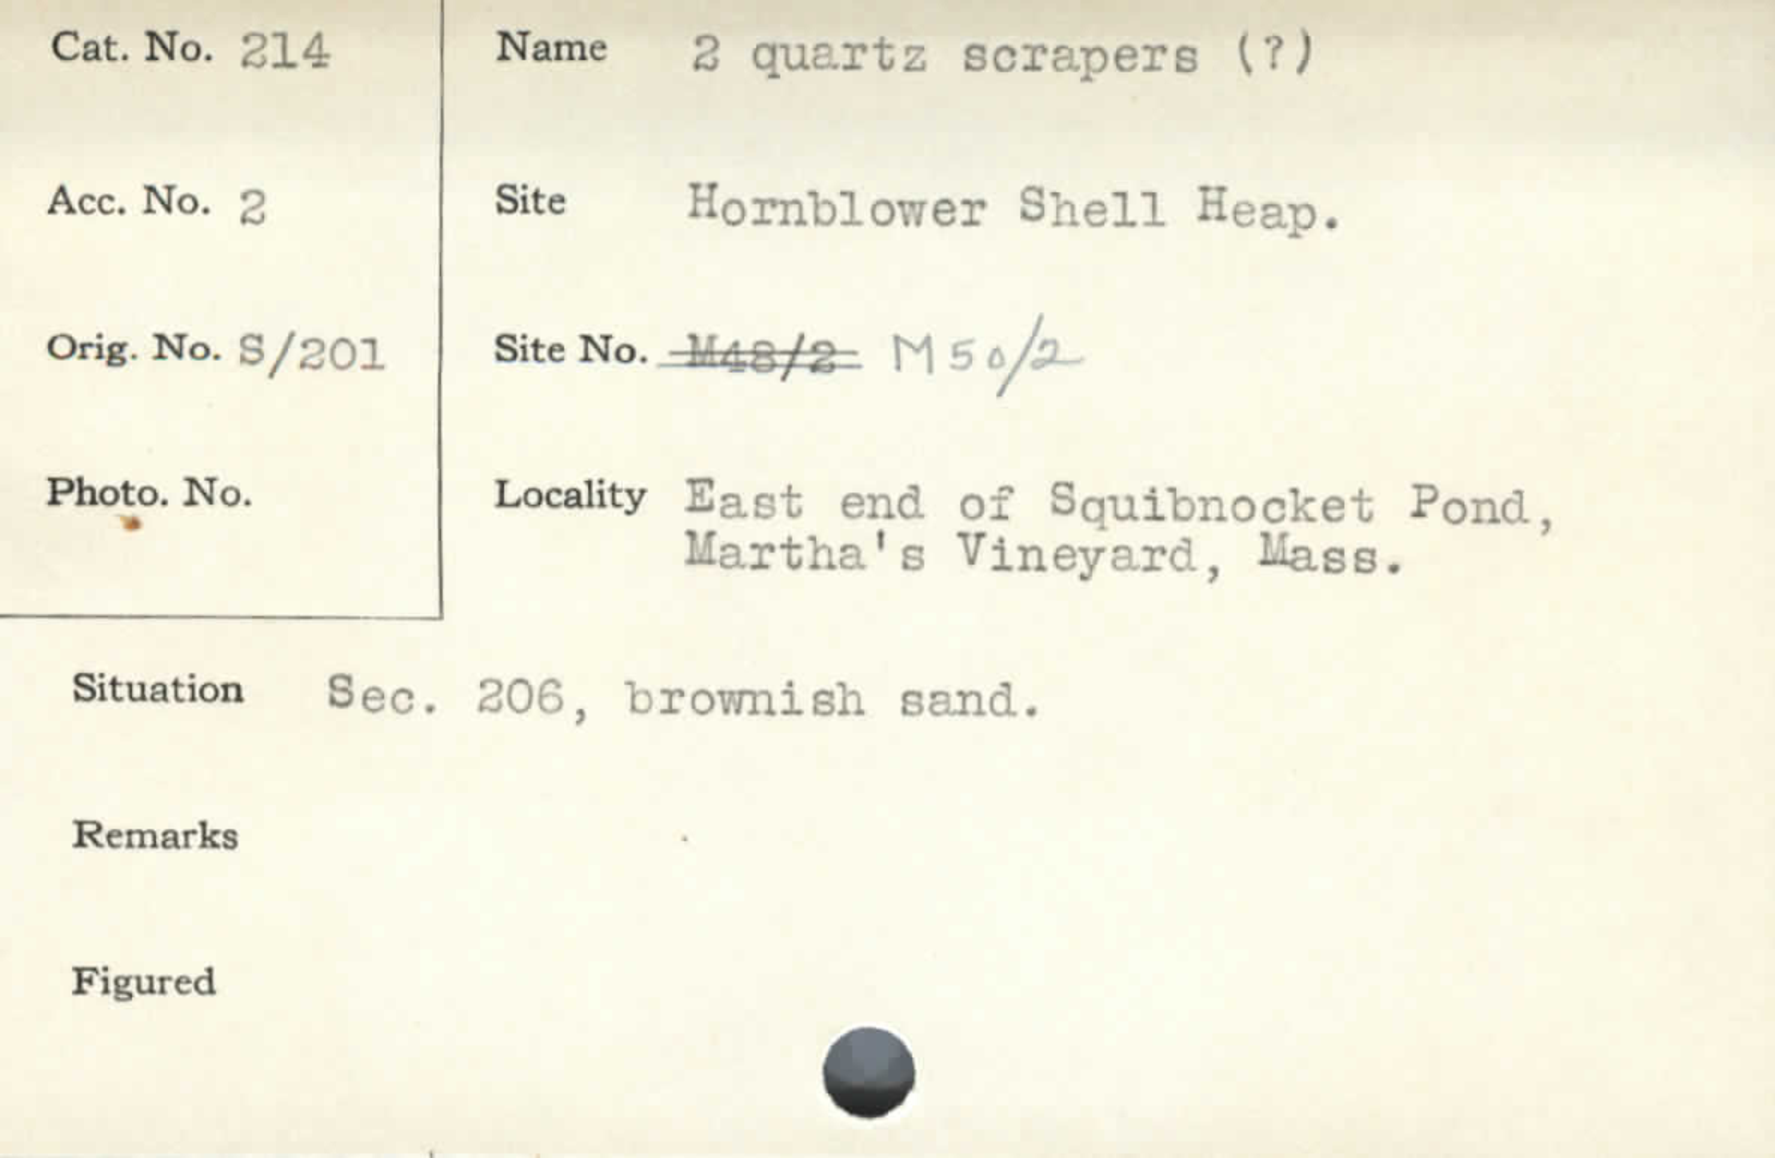 Cat. No. 214
Name 2 quartz scrapers (?)
Acc. No. 2
Site Hornblower Shell Heap.
Orig. No. S/201
Site No. M48/2 M50/2
Photo. No.
Locality East end of Squibnocket Pond,
Martha's Vineyard, Mass.
Situation Sec. 206, brownish sand.
Remarks
Figured